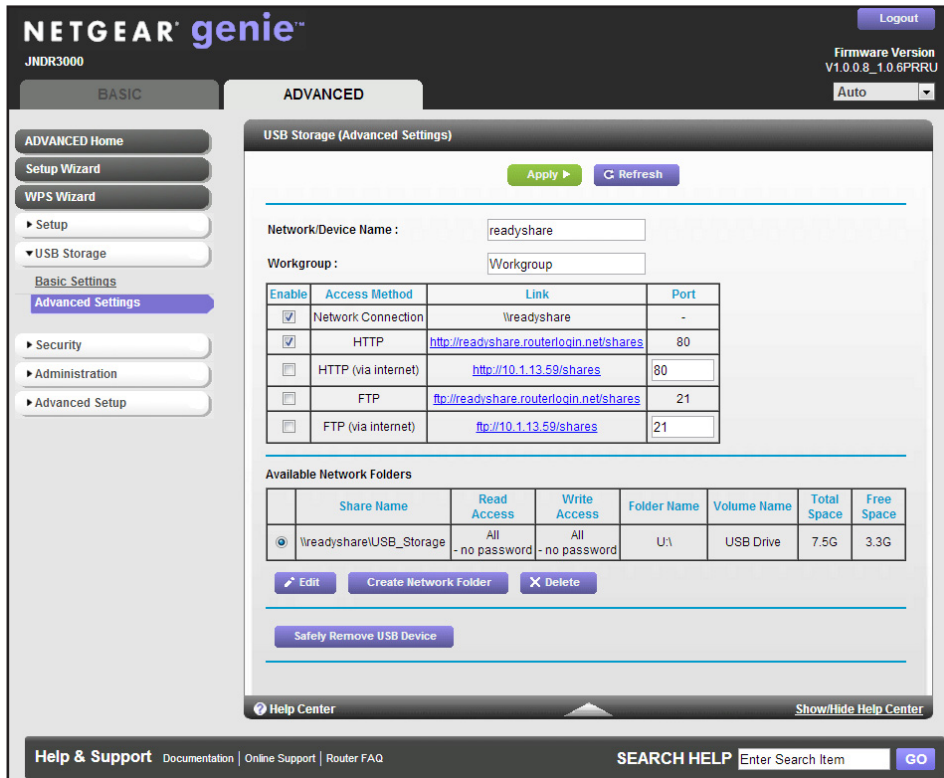 NETGEAR® genie™
Logout
JNDR3000
Firmware Version
V1.0.0.8_1.0.6PRRU
BASIC
ADVANCED
Auto
ADVANCED Home
Setup Wizard
WPS Wizard
Setup
USB Storage
Basic Settings
Advanced Settings
Security
Administration
Advanced Setup
USB Storage (Advanced Settings)
Apply
Refresh
Network/Device Name : readyshare
Workgroup : Workgroup
Enable Access Method Link Port
Network Connection \\readyshare -
HTTP http://readyshare.routerlogin.net/shares 80
HTTP (via internet) http://10.1.13.59/shares 80
FTP ftp://readyshare.routerlogin.net/shares 21
FTP (via internet) ftp://10.1.13.59/shares 21
Available Network Folders
Share Name Read Access Write Access Folder Name Volume Name Total Space Free Space
\\readyshare\USB_Storage All - no password All - no password U:\ USB Drive 7.5G 3.3G
Edit Create Network Folder X Delete
Safely Remove USB Device
? Help Center Show/Hide Help Center
Help & Support Documentation | Online Support | Router FAQ SEARCH HELP Enter Search Item GO